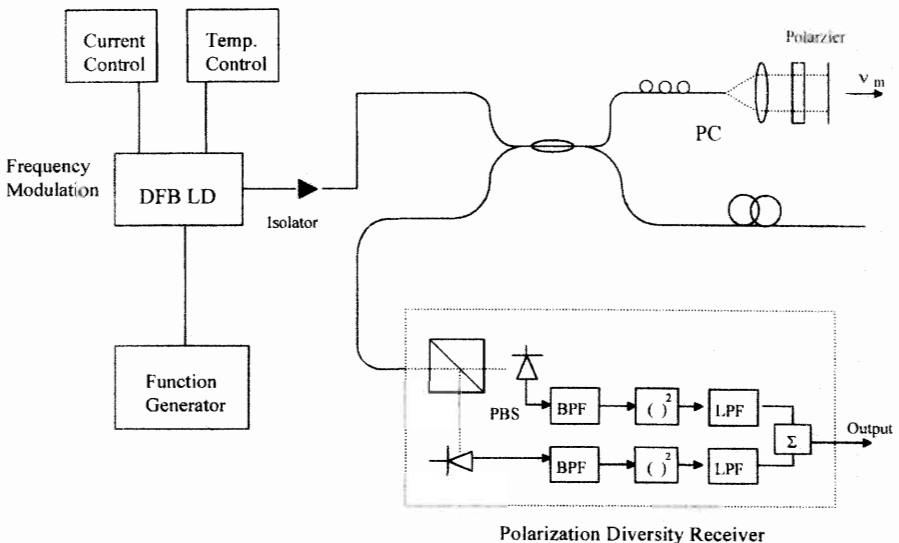 Current
Control
Temp.
Control
Polarzier
PC
ν m
Frequency
Modulation
DFB LD
Isolator
Function
Generator
PBS
BPF
( ) 2
LPF
Σ
Output
BPF
( ) 2
LPF
Polarization Diversity Receiver